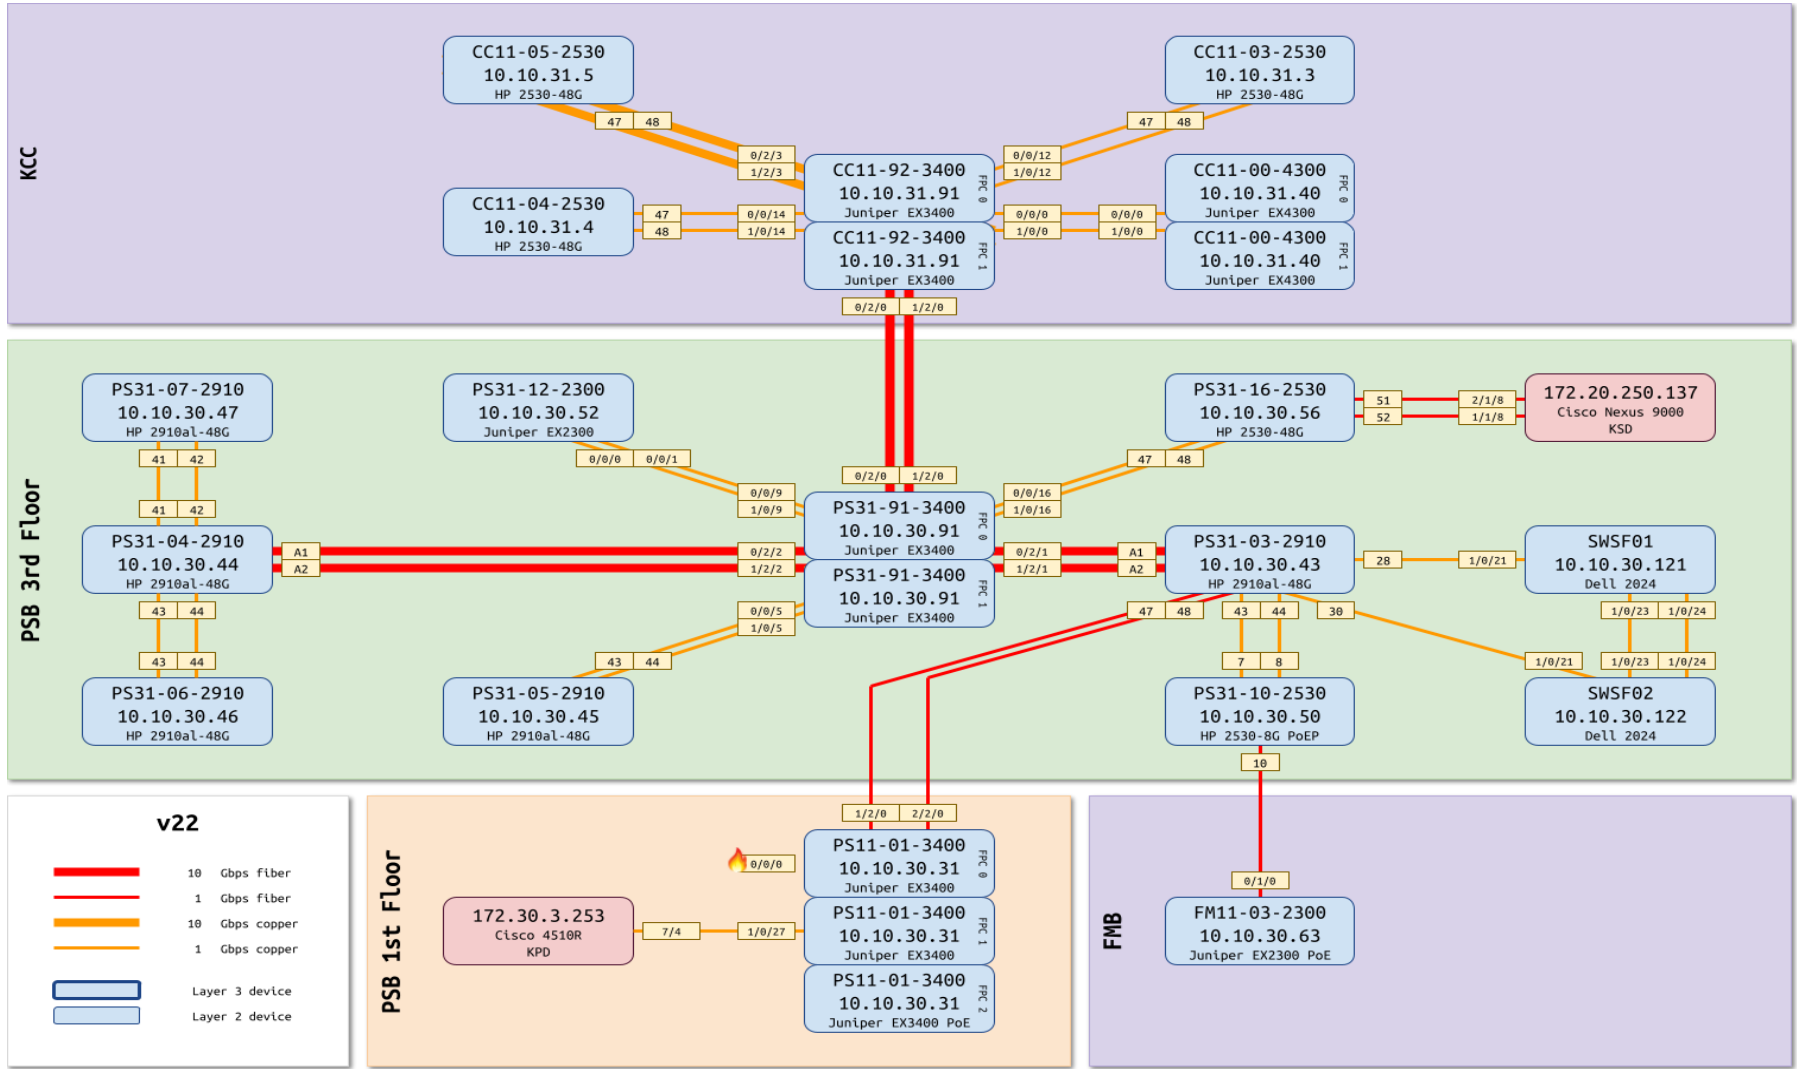 KCC
CC11-05-2530
10.10.31.5
HP 2530-48G
CC11-03-2530
10.10.31.3
HP 2530-48G
47 48
47 48
0/2/3
1/2/3
CC11-92-3400
10.10.31.91
Juniper EX3400
FPC 0
0/0/12
1/0/12
CC11-00-4300
10.10.31.40
Juniper EX4300
FPC 0
CC11-04-2530
10.10.31.4
HP 2530-48G
47
48
0/0/14
1/0/14
0/0/0
1/0/0
0/0/0
1/0/0
CC11-92-3400
10.10.31.91
Juniper EX3400
FPC 1
CC11-00-4300
10.10.31.40
Juniper EX4300
FPC 1
0/2/0 1/2/0
PSB 3rd Floor
PS31-07-2910
10.10.30.47
HP 2910al-48G
PS31-12-2300
10.10.30.52
Juniper EX2300
PS31-16-2530
10.10.30.56
HP 2530-48G
51
52
2/1/8
1/1/8
172.20.250.137
Cisco Nexus 9000
KSD
41 42
0/0/0 0/0/1
0/2/0 1/2/0
47 48
0/0/9
1/0/9
0/0/16
1/0/16
41 42
PS31-04-2910
10.10.30.44
HP 2910al-48G
A1
A2
0/2/2
1/2/2
PS31-91-3400
10.10.30.91
Juniper EX3400
FPC 0
PS31-91-3400
10.10.30.91
Juniper EX3400
FPC 1
0/2/1
1/2/1
A1
A2
PS31-03-2910
10.10.30.43
HP 2910al-48G
28
1/0/21
SWSF01
10.10.30.121
Dell 2024
43 44
0/0/5
1/0/5
47 48
43 44
30
1/0/23 1/0/24
43 44
43 44
7 8
1/0/21
1/0/23 1/0/24
PS31-06-2910
10.10.30.46
HP 2910al-48G
PS31-05-2910
10.10.30.45
HP 2910al-48G
PS31-10-2530
10.10.30.50
HP 2530-8G PoEP
SWSF02
10.10.30.122
Dell 2024
10
v22
10 Gbps fiber
1 Gbps fiber
10 Gbps copper
1 Gbps copper
Layer 3 device
Layer 2 device
PSB 1st Floor
1/2/0 2/2/0
0/0/0
PS11-01-3400
10.10.30.31
Juniper EX3400
FPC 0
172.30.3.253
Cisco 4510R
KPD
7/4
1/0/27
PS11-01-3400
10.10.30.31
Juniper EX3400
FPC 1
PS11-01-3400
10.10.30.31
Juniper EX3400 PoE
FPC 2
FMB
0/1/0
FM11-03-2300
10.10.30.63
Juniper EX2300 PoE